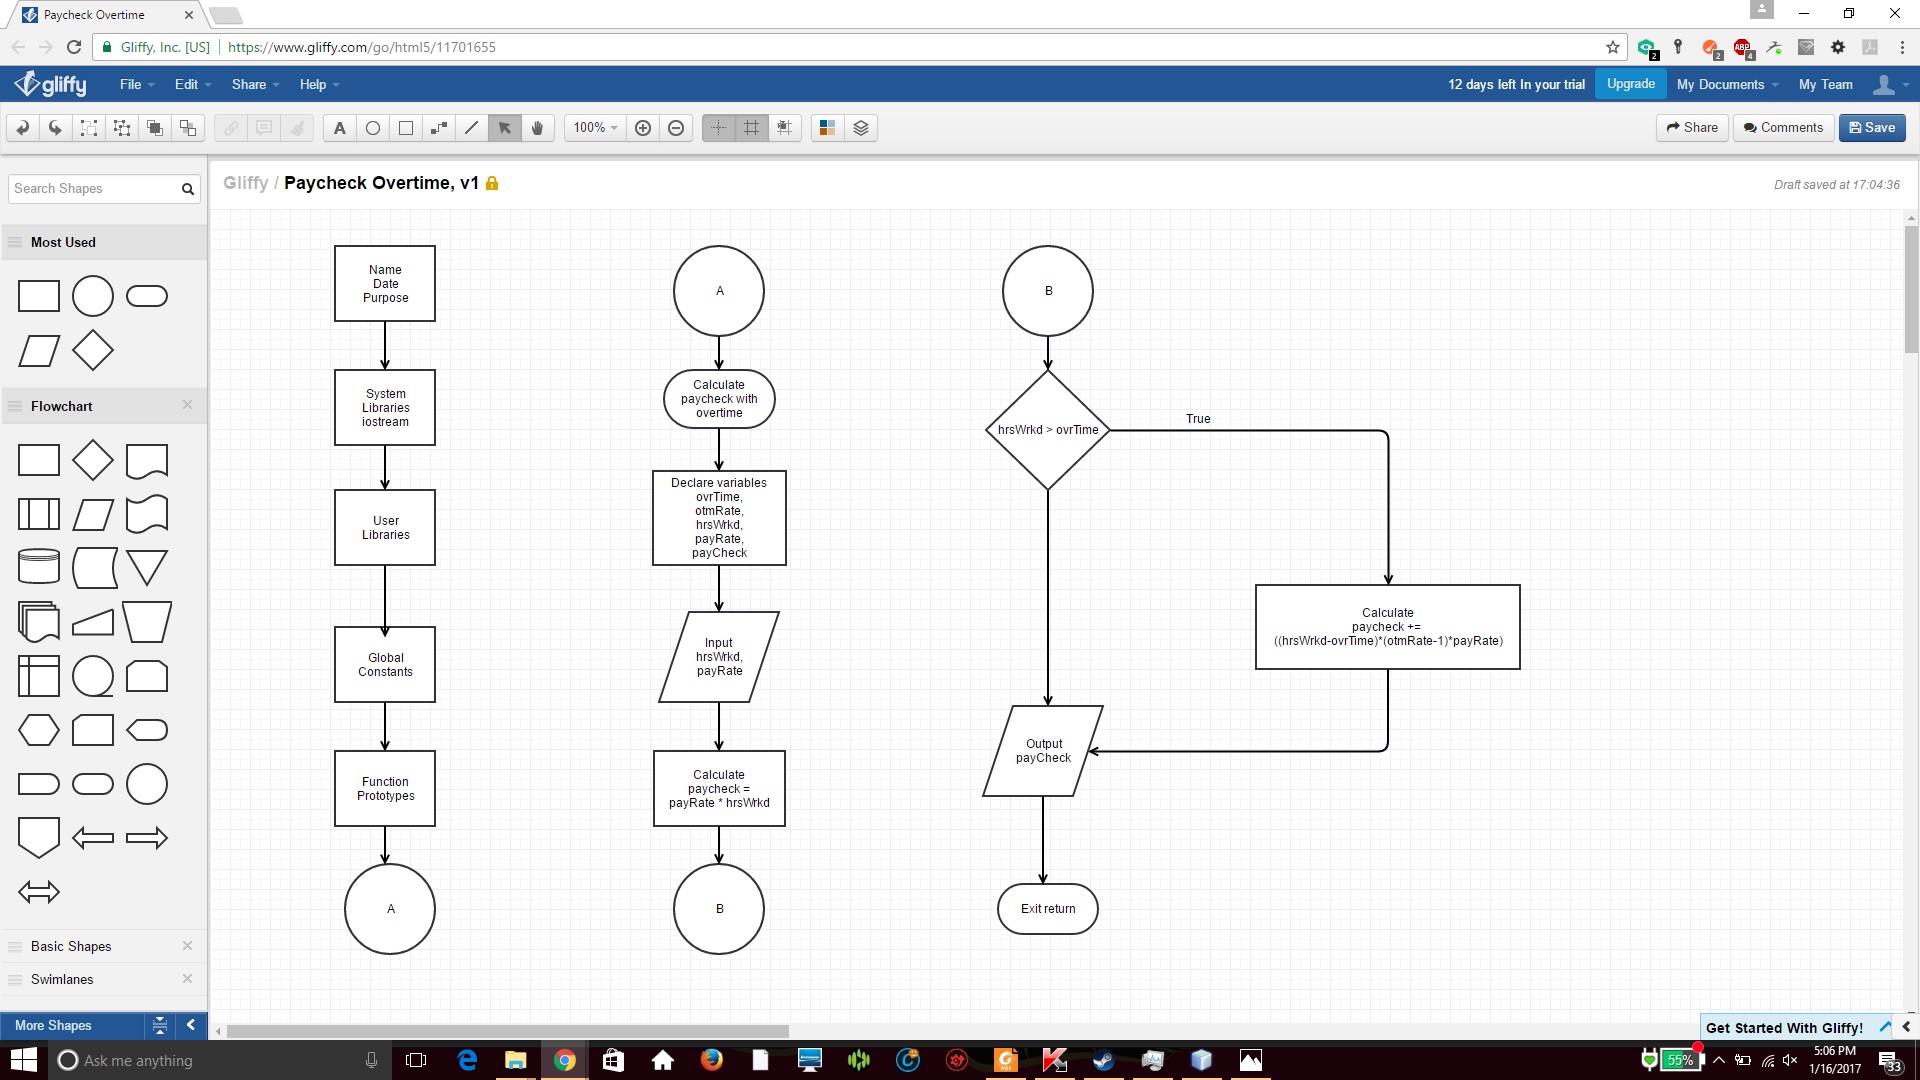 Paycheck Overtime
Gliffy, Inc. [US]
https://www.gliffy.com/go/html5/11701655
2
2
ABP
4
gliffy
File
Edit
Share
Help
12 days left In your trial
Upgrade
My Documents
My Team
A
100%
Share
Comments
Save
Search Shapes
Gliffy / Paycheck Overtime, v1
Draft saved at 17:04:36
Most Used
Flowchart
Basic Shapes
Swimlanes
More Shapes
Name
Date
Purpose
System
Libraries
iostream
User
Libraries
Global
Constants
Function
Prototypes
A
A
Calculate
paycheck with
overtime
Declare variables
ovrTime,
otmRate,
hrsWrkd,
payRate,
payCheck
Input
hrsWrkd,
payRate
Calculate
paycheck =
payRate * hrsWrkd
B
B
hrsWrkd > ovrTime
True
Calculate
paycheck +=
((hrsWrkd-ovrTime)*(otmRate-1)*payRate)
Output
payCheck
Exit return
Get Started With Gliffy!
Ask me anything
55%
5:06 PM
1/16/2017
33